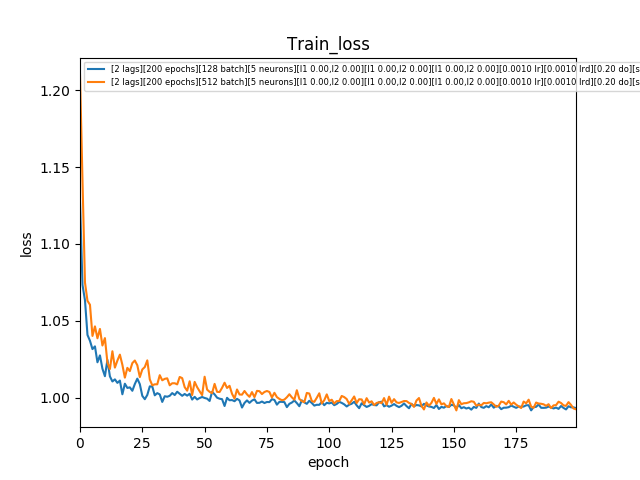 Train_loss
[2 lags][200 epochs][128 batch][5 neurons][l1 0.00,l2 0.00][l1 0.00,l2 0.00][l1 0.00,l2 0.00][0.0010 lr][0.0010 lrd][0.20 do][s
[2 lags][200 epochs][512 batch][5 neurons][l1 0.00,l2 0.00][l1 0.00,l2 0.00][l1 0.00,l2 0.00][0.0010 lr][0.0010 lrd][0.20 do][s
1.20
1.15
1.10
1.05
1.00
loss
0 25 50 75 100 125 150 175
epoch